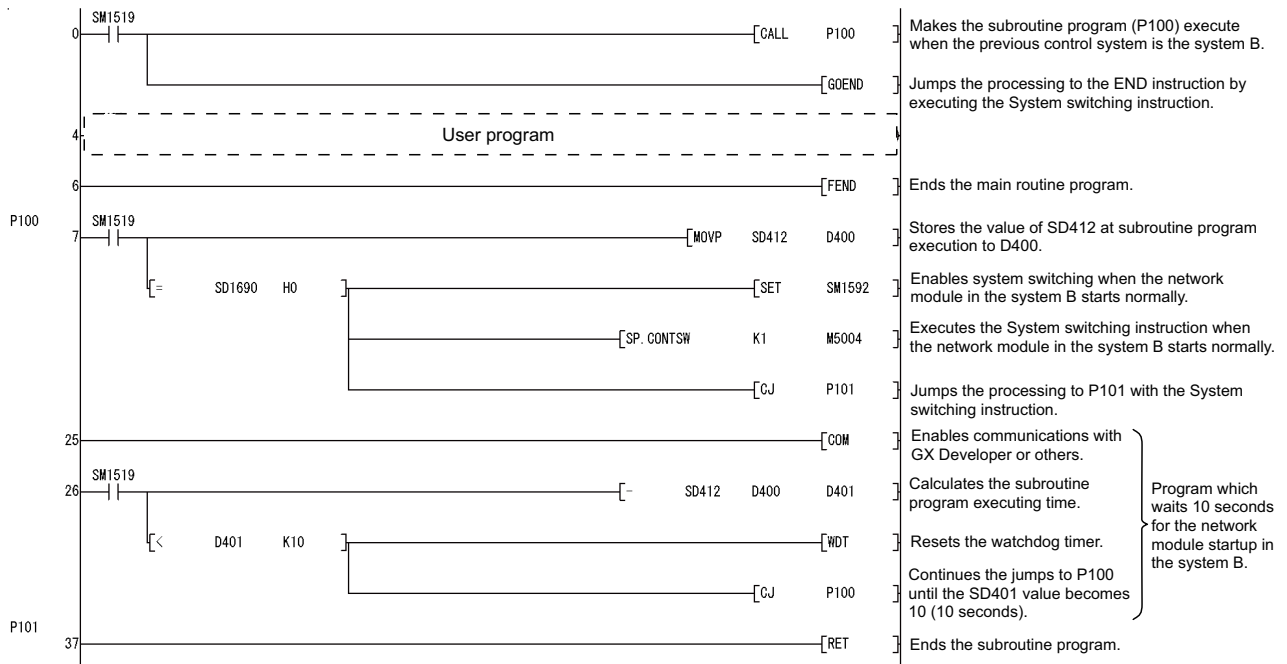 SM1519
0 CALL P100 Makes the subroutine program (P100) execute
when the previous control system is the system B.
GOEND Jumps the processing to the END instruction by
executing the System switching instruction.
4 User program
6 FEND Ends the main routine program.
P100 SM1519
7 MOVP SD412 D400 Stores the value of SD412 at subroutine program
execution to D400.
= SD1690 H0 SET SM1592 Enables system switching when the network
module in the system B starts normally.
SP.CONTSW K1 M5004 Executes the System switching instruction when
the network module in the system B starts normally.
CJ P101 Jumps the processing to P101 with the System
switching instruction.
25 COM Enables communications with
GX Developer or others.
SM1519
26 - SD412 D400 D401 Calculates the subroutine
program executing time.
< D401 K10 WDT Resets the watchdog timer.
CJ P100 Continues the jumps to P100
until the SD401 value becomes
10 (10 seconds).
Program which
waits 10 seconds
for the network
module startup in
the system B.
P101
37 RET Ends the subroutine program.